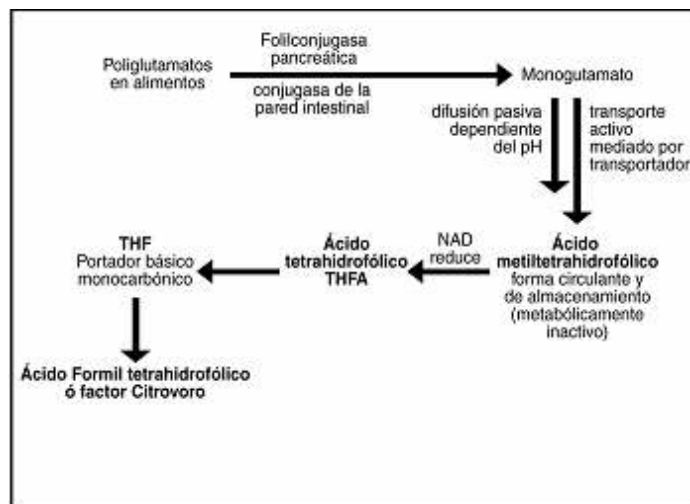 Poliglutamatos
en alimentos
Folilconjugasa
pancreática
conjugasa de la
pared intestinal
Monogutamato
difusión pasiva
dependiente
del pH
transporte
activo
mediado por
transportador
THF
Portador básico
monocarbónico
Ácido
tetrahidrofólico
THFA
NAD
reduce
Ácido
metiltetrahidrofólico
forma circulante y
de almacenamiento
(metabólicamente
inactivo)
Ácido Formil tetrahidrofólico
ó factor Citrovoro